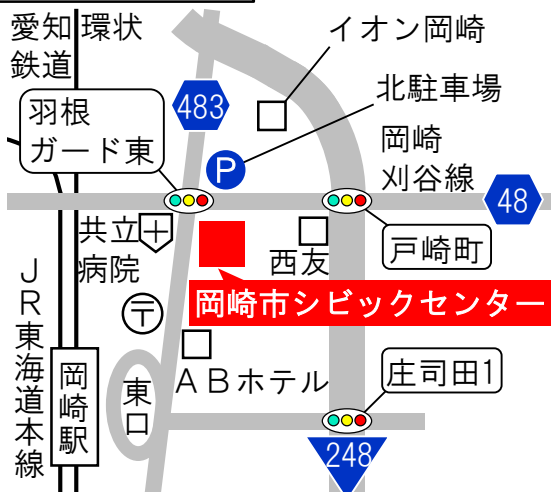 愛知環状
鉄道
イオン岡崎
483
北駐車場
羽根
ガード東
P
岡崎
刈谷線
48
共立
病院
西友
戸崎町
岡崎市シビックセンター
〒
JR東海道本線
岡崎駅
東口
ABホテル
庄司田1
248